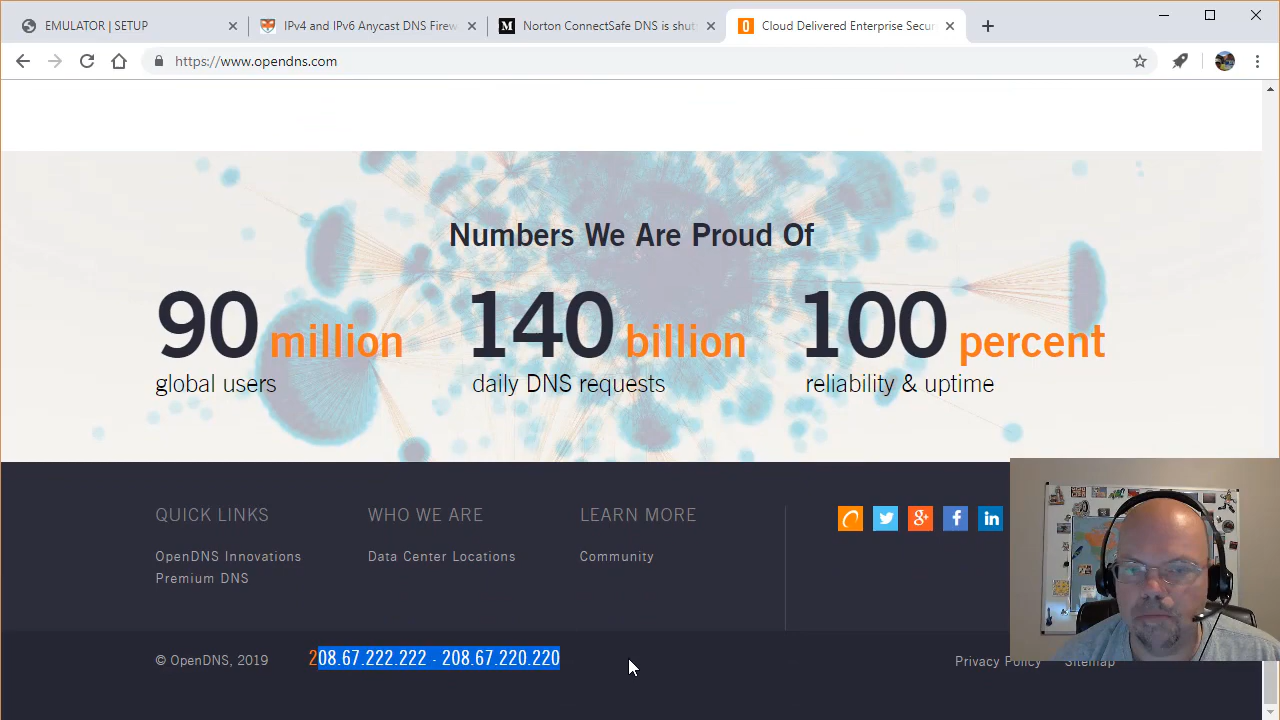 EMULATOR | SETUP
IPv4 and IPv6 Anycast DNS Firew
Norton ConnectSafe DNS is shut
Cloud Delivered Enterprise Secur
https://www.opendns.com
Numbers We Are Proud Of
90 million
global users
140 billion
daily DNS requests
100 percent
reliability & uptime
QUICK LINKS
OpenDNS Innovations
Premium DNS
WHO WE ARE
Data Center Locations
LEARN MORE
Community
© OpenDNS, 2019
208.67.222.222 - 208.67.220.220
Privacy Policy
Sitemap